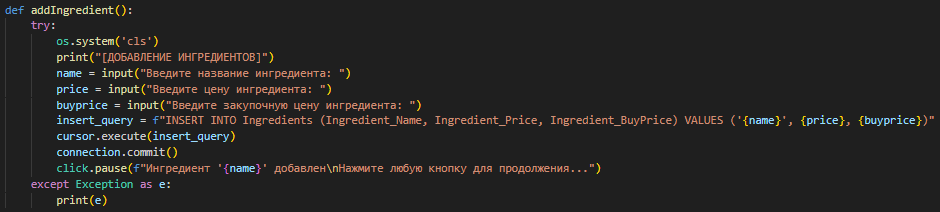 def addIngredient():
    try:
        os.system('cls')
        print("[ДОБАВЛЕНИЕ ИНГРЕДИЕНТОВ]")
        name = input("Введите название ингредиента: ")
        price = input("Введите цену ингредиента: ")
        buyprice = input("Введите закупочную цену ингредиента: ")
        insert_query = f"INSERT INTO Ingredients (Ingredient_Name, Ingredient_Price, Ingredient_BuyPrice) VALUES ('{name}', {price}, {buyprice})"
        cursor.execute(insert_query)
        connection.commit()
        click.pause(f"Ингредиент '{name}' добавлен\nНажмите любую кнопку для продолжения...")
    except Exception as e:
        print(e)